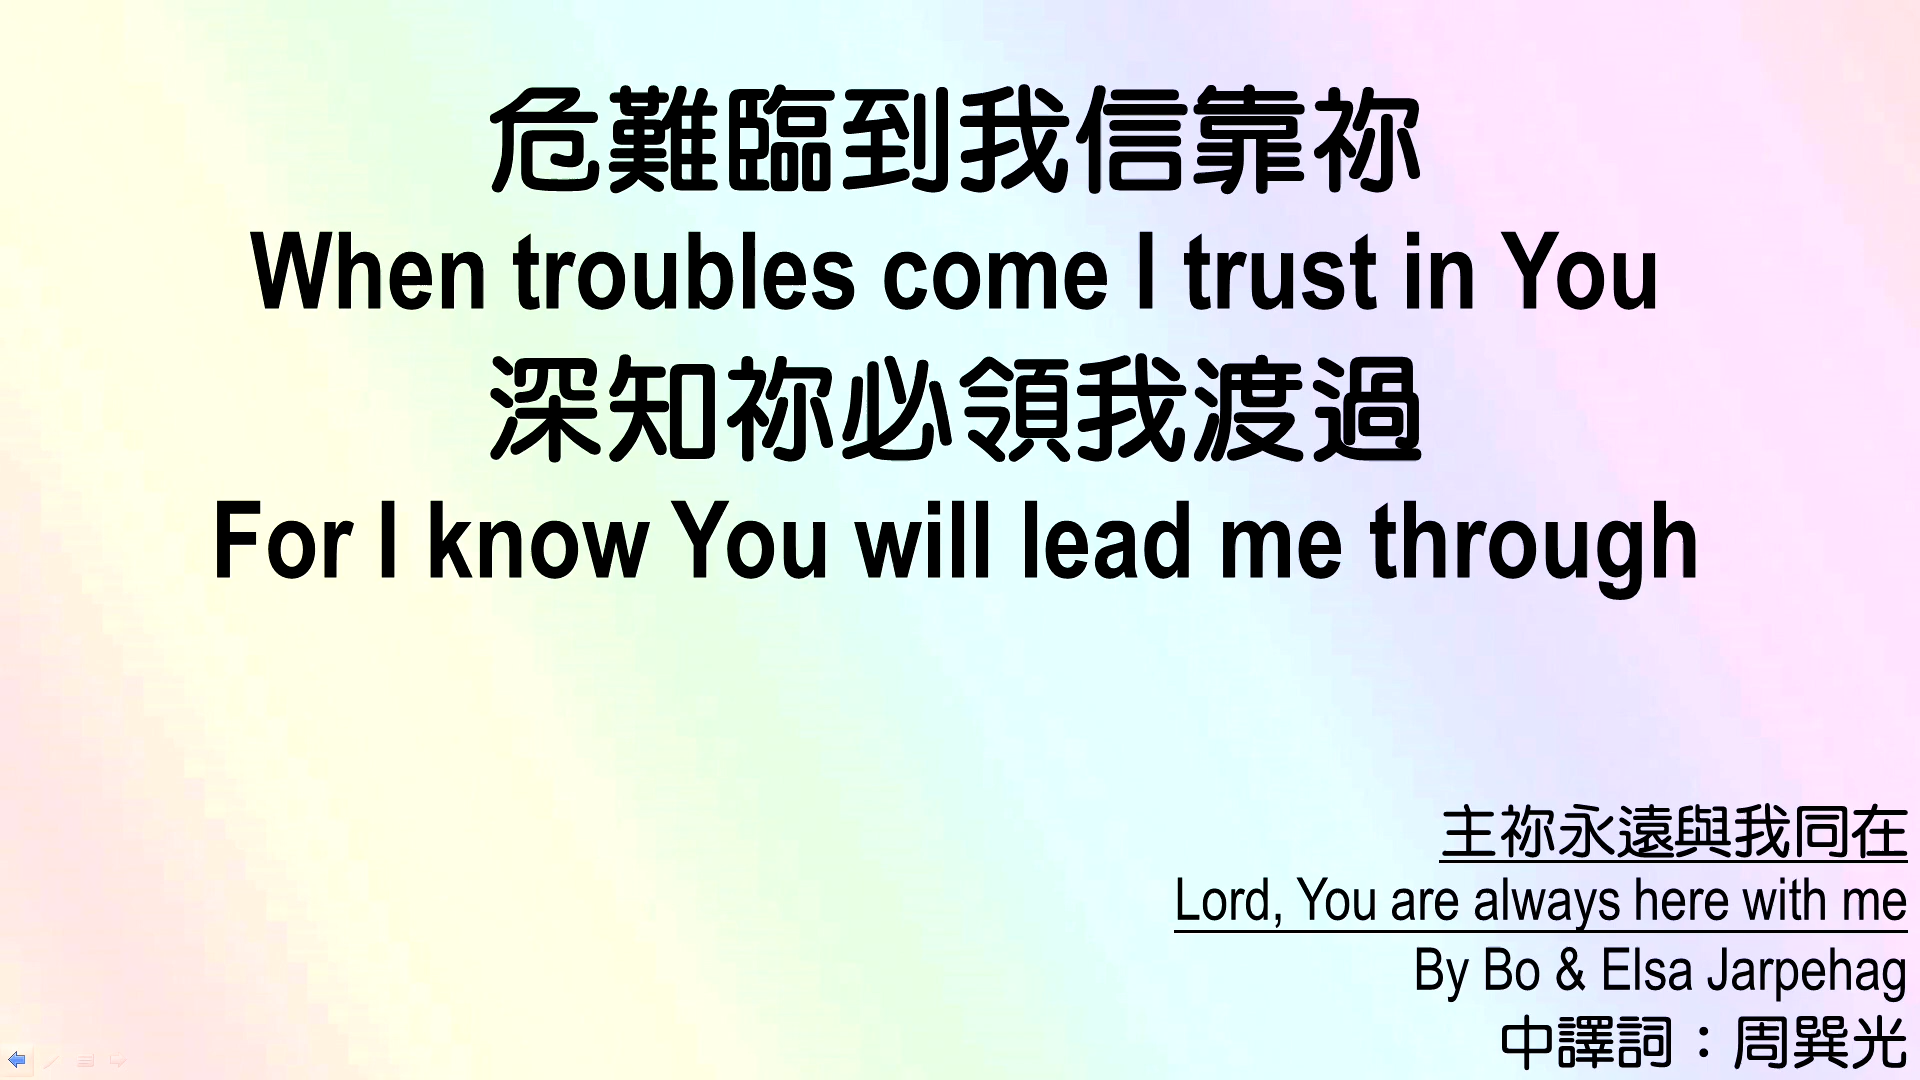 危難臨到我信靠祢
When troubles come I trust in You
深知祢必領我渡過
For I know You will lead me through
主祢永遠與我同在
Lord, You are always here with me
By Bo & Elsa Jarpehag
中譯詞：周巽光